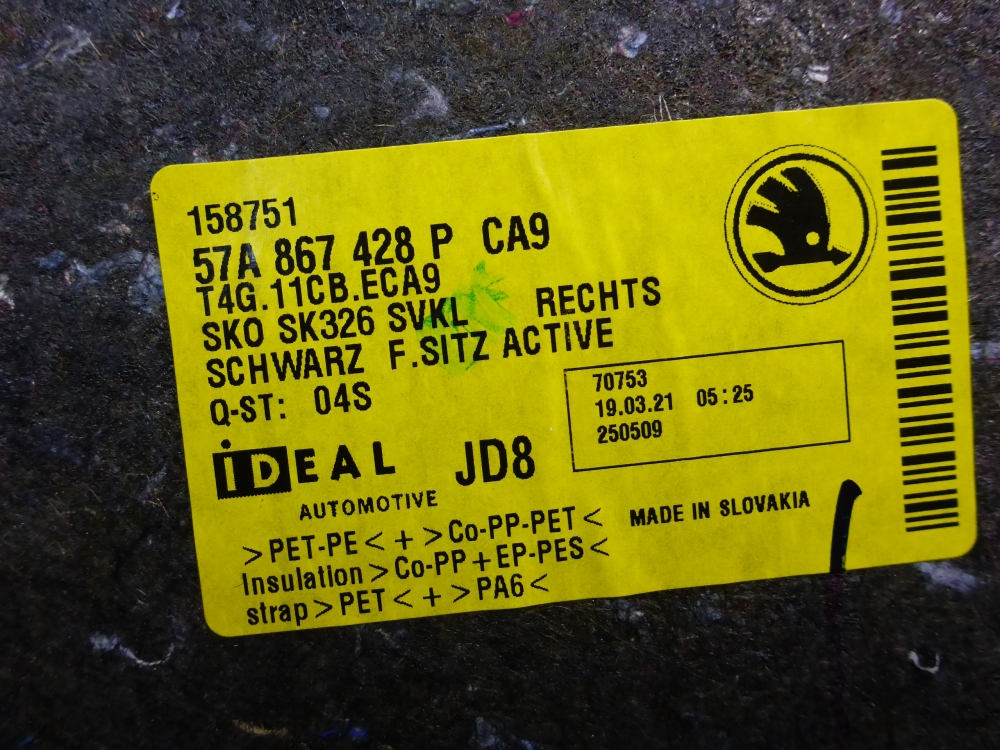 158751
57A 867 428 P CA9
T4G.11CB.ECA9
SKO SK326 SVKL RECHTS
SCHWARZ F.SITZ ACTIVE
Q-ST: 04S
70753
19.03.21 05:25
250509
iDEAL JD8
AUTOMOTIVE
>PET-PE< + >Co-PP-PET<
MADE IN SLOVAKIA
Insulation >Co-PP+EP-PES<
strap >PET< + >PA6<